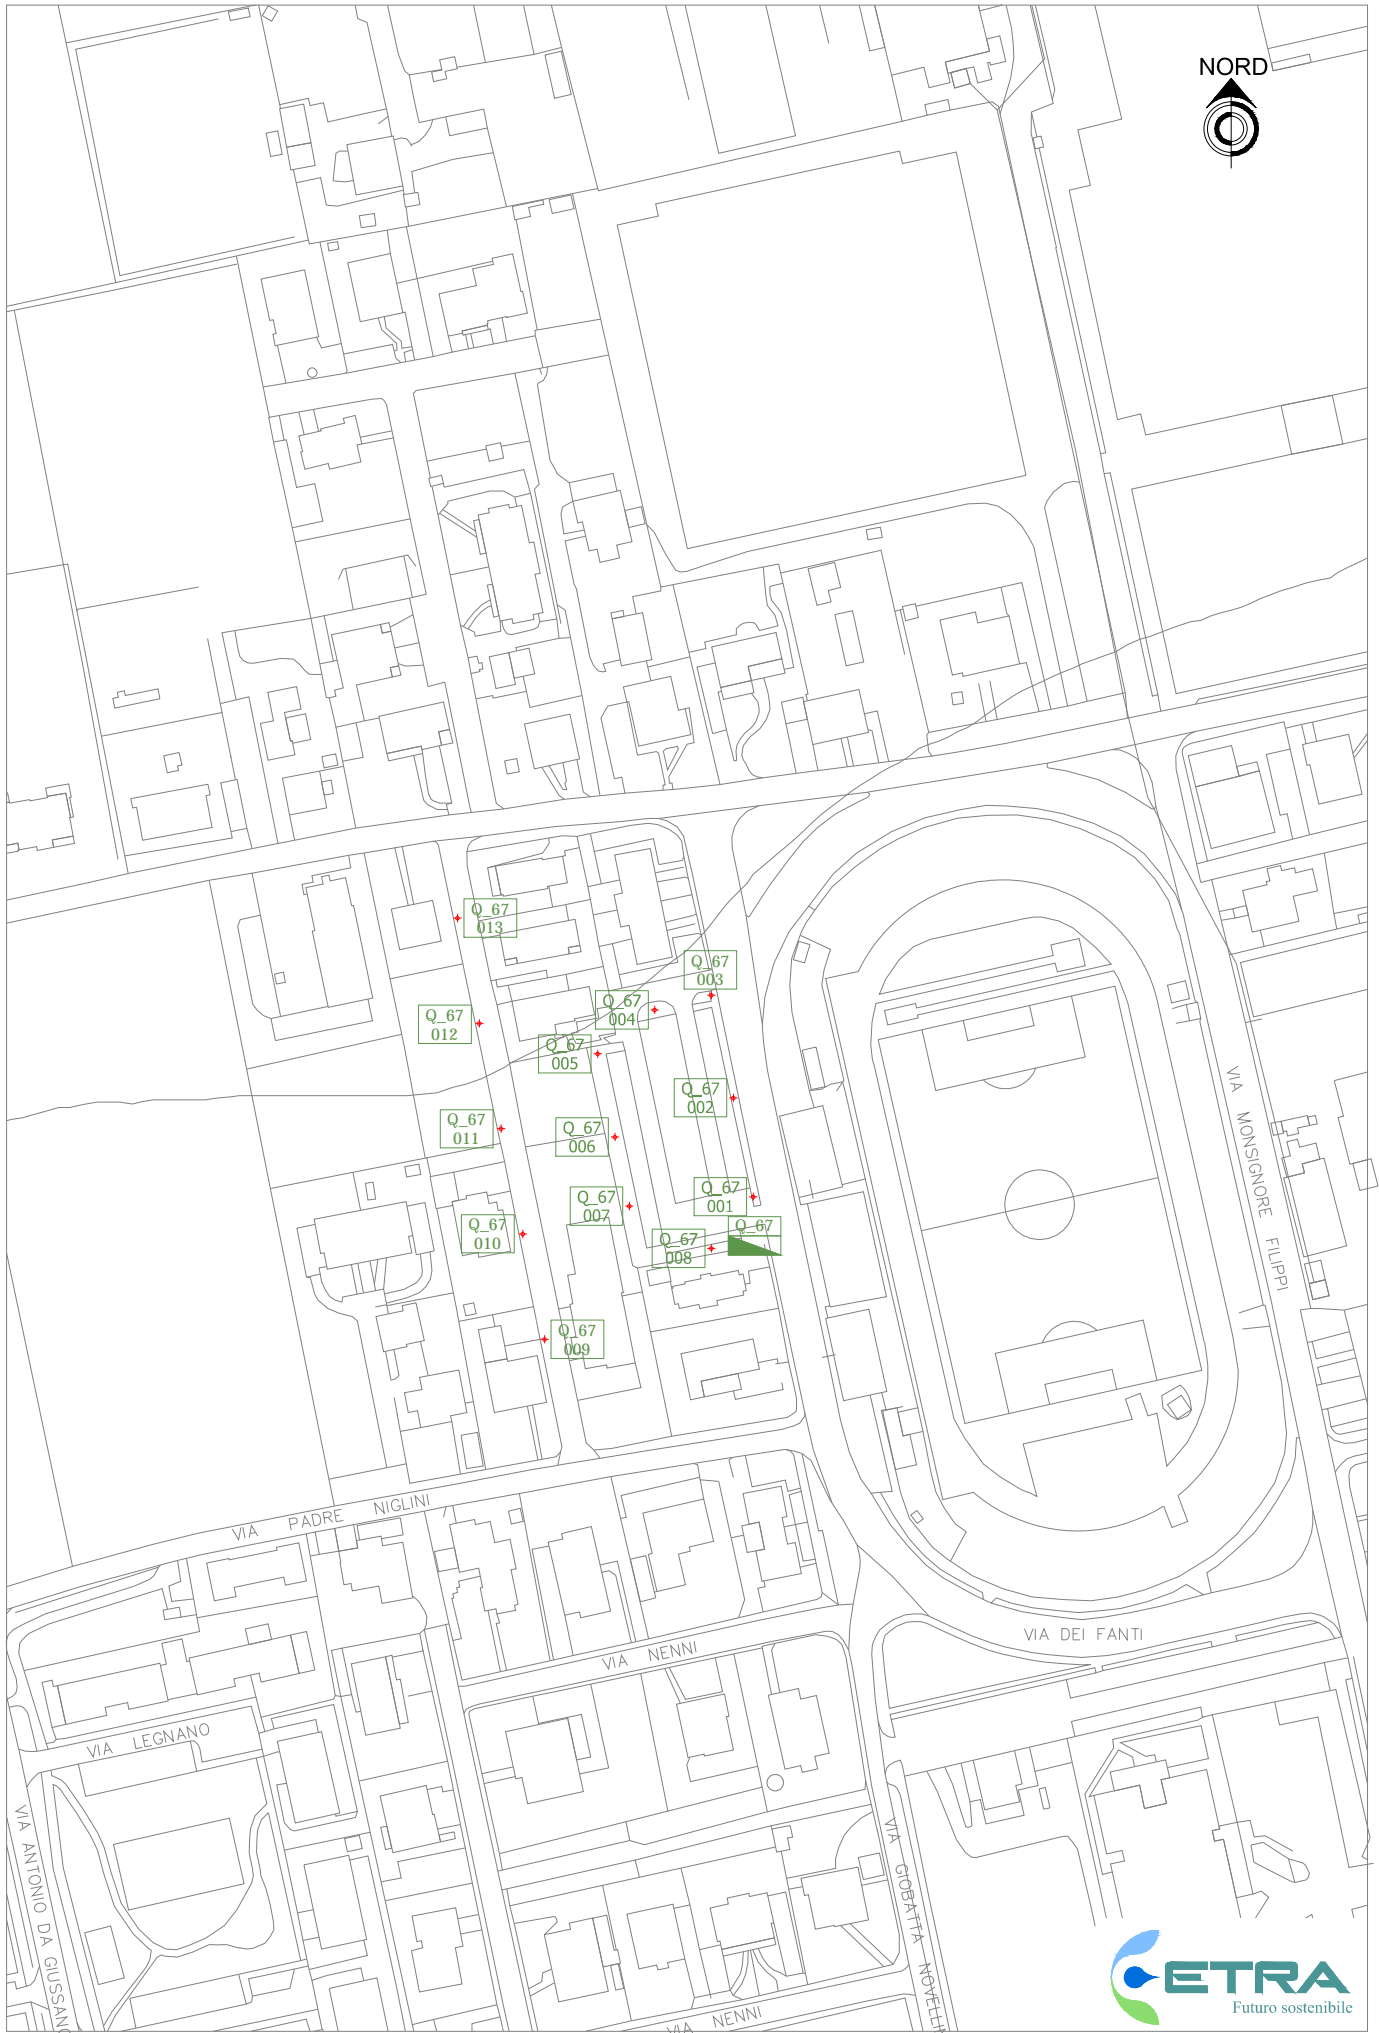 NORD
Q_67
013
Q_67
003
Q_67
004
Q_67
012
Q_67
005
Q_67
002
Q_67
011
Q_67
006
Q_67
001
Q_67
007
Q_67
Q_67
010
Q_67
008
Q_67
009
VIA MONSIGNORE FILIPPI
VIA PADRE NIGLINI
VIA DEI FANTI
VIA NENNI
VIA LEGNANO
VIA ANTONIO DA GIUSSANO
VIA GIOBATTA NOVELLI
VIA NENNI
ETRA
Futuro sostenibile